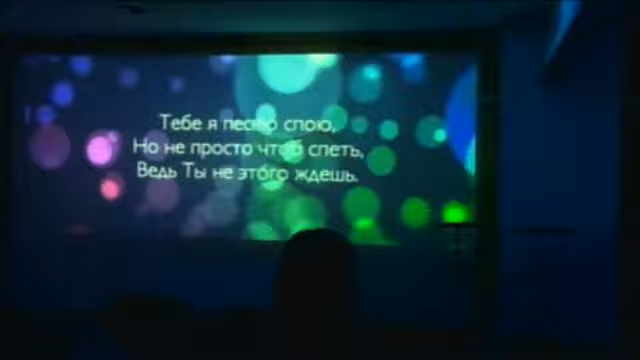 Тебе я песню спою,
Но не просто чтоб спеть,
Ведь Ты не этого ждешь.